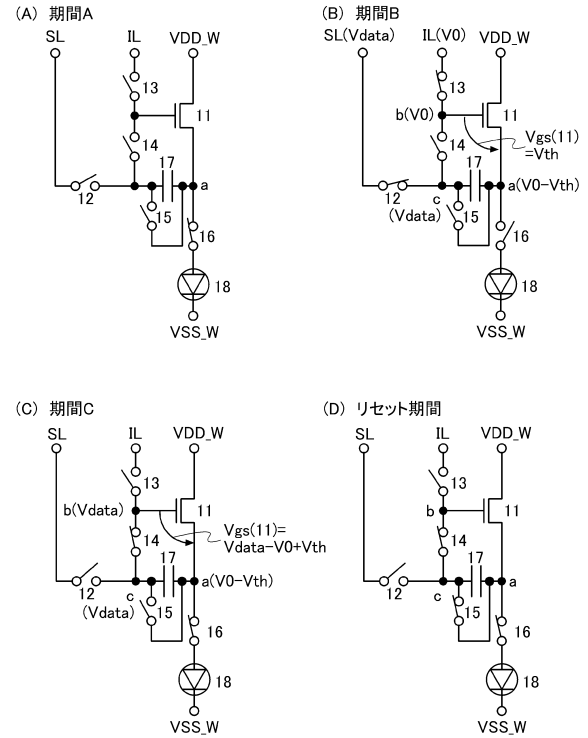 (A) 期間A
SL IL VDD_W
13
11
14
17
a
12
15
16
18
VSS_W
(B) 期間B
SL(Vdata) IL(V0) VDD_W
13
b(V0)
11
Vgs(11)
=Vth
14
17
a(V0-Vth)
12
c
(Vdata)
15
16
18
VSS_W
(C) 期間C
SL IL VDD_W
13
b(Vdata)
11
Vgs(11)=
Vdata-V0+Vth
14
17
a(V0-Vth)
12
c
(Vdata)
15
16
18
VSS_W
(D) リセット期間
SL IL VDD_W
13
b
11
14
17
a
12
c
15
16
18
VSS_W